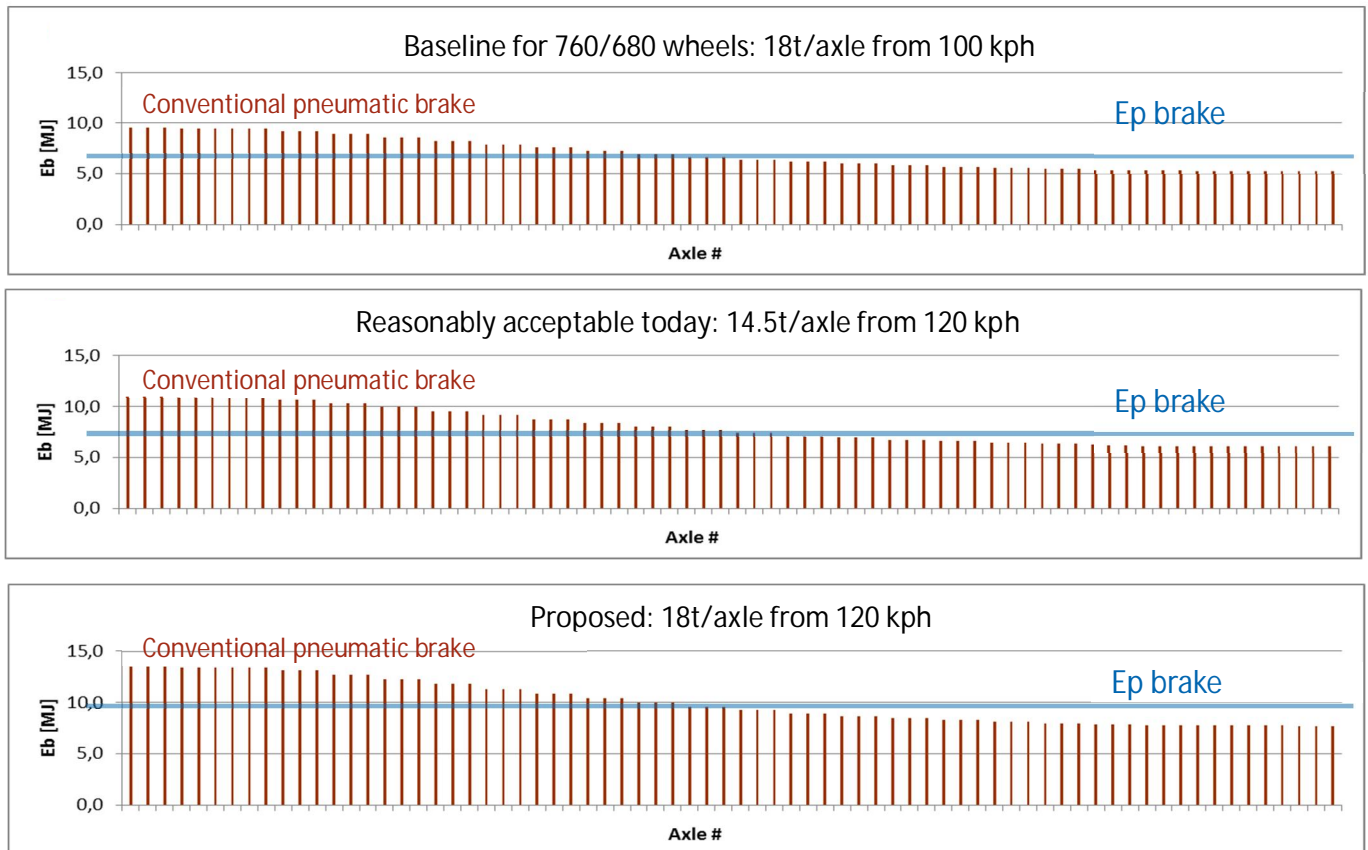 Baseline for 760/680 wheels: 18t/axle from 100 kph
15,0
Conventional pneumatic brake
Ep brake
10,0
Eb [MJ]
5,0
0,0
Axle #
Reasonably acceptable today: 14.5t/axle from 120 kph
15,0
Conventional pneumatic brake
Ep brake
10,0
Eb [MJ]
5,0
0,0
Axle #
Proposed: 18t/axle from 120 kph
Conventional pneumatic brake
15,0
Ep brake
10,0
Eb [MJ]
5,0
0,0
Axle #